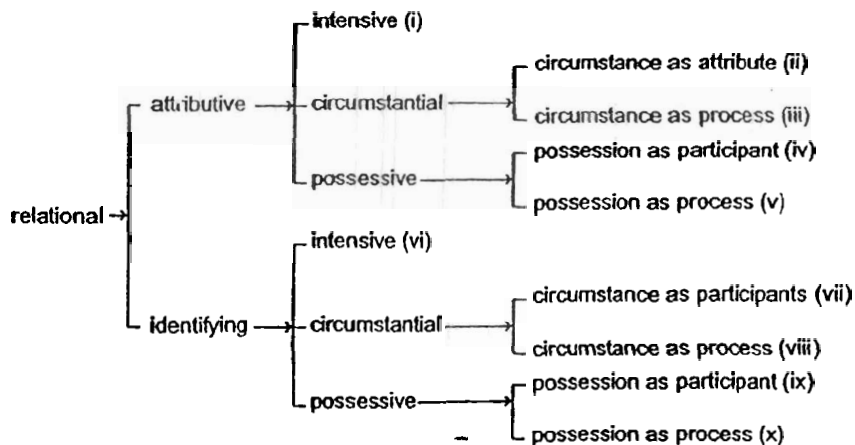 intensive (i)
circumstance as attribute (ii)
attributive
circumstantial
circumstance as process (iii)
possession as participant (iv)
possessive
possession as process (v)
relational
intensive (vi)
circumstance as participants (vii)
identifying
circumstantial
circumstance as process (viii)
possession as participant (ix)
possessive
possession as process (x)